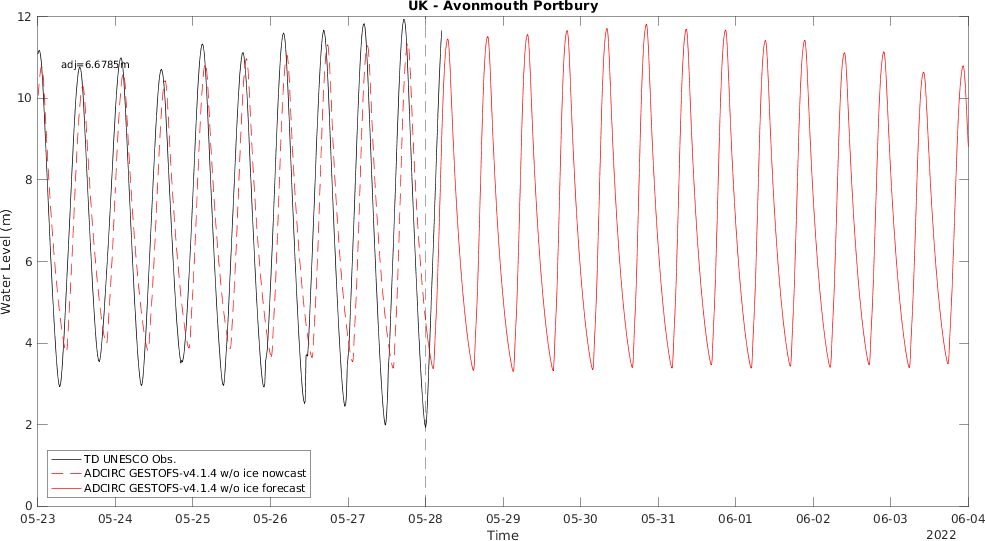 UK - Avonmouth Portbury
12
adj=6.6785m
10
8
6
4
2
0
Water Level (m)
TD UNESCO Obs.
ADCIRC GESTOFS-v4.1.4 w/o ice nowcast
ADCIRC GESTOFS-v4.1.4 w/o ice forecast
05-23 05-24 05-25 05-26 05-27 05-28 05-29 05-30 05-31 06-01 06-02 06-03 06-04
Time
2022